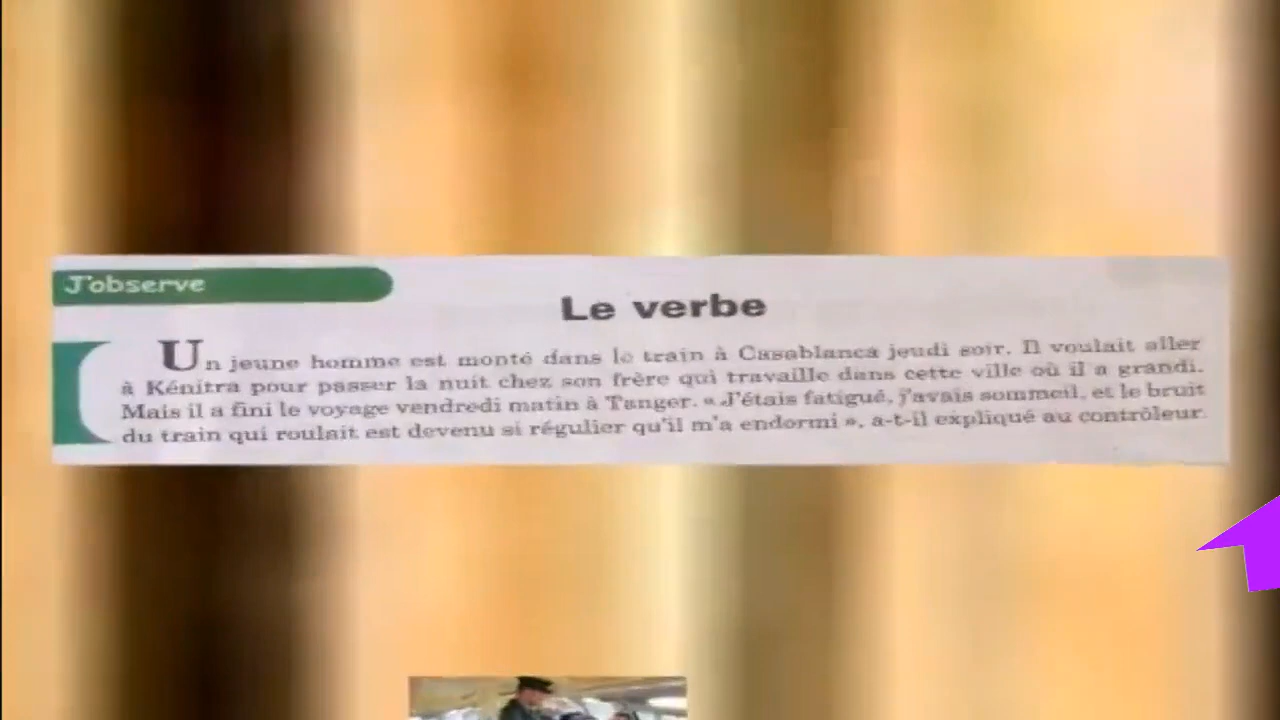 J'observe
Le verbe
Un jeune homme est monté dans le train à Casablanca jeudi soir. Il voulait aller
à Kénitra pour passer la nuit chez son frère qui travaille dans cette ville où il a grandi.
Mais il a fini le voyage vendredi matin à Tanger. « J'étais fatigué, j'avais sommeil, et le bruit
du train qui roulait est devenu si régulier qu'il m'a endormi », a-t-il expliqué au contrôleur.